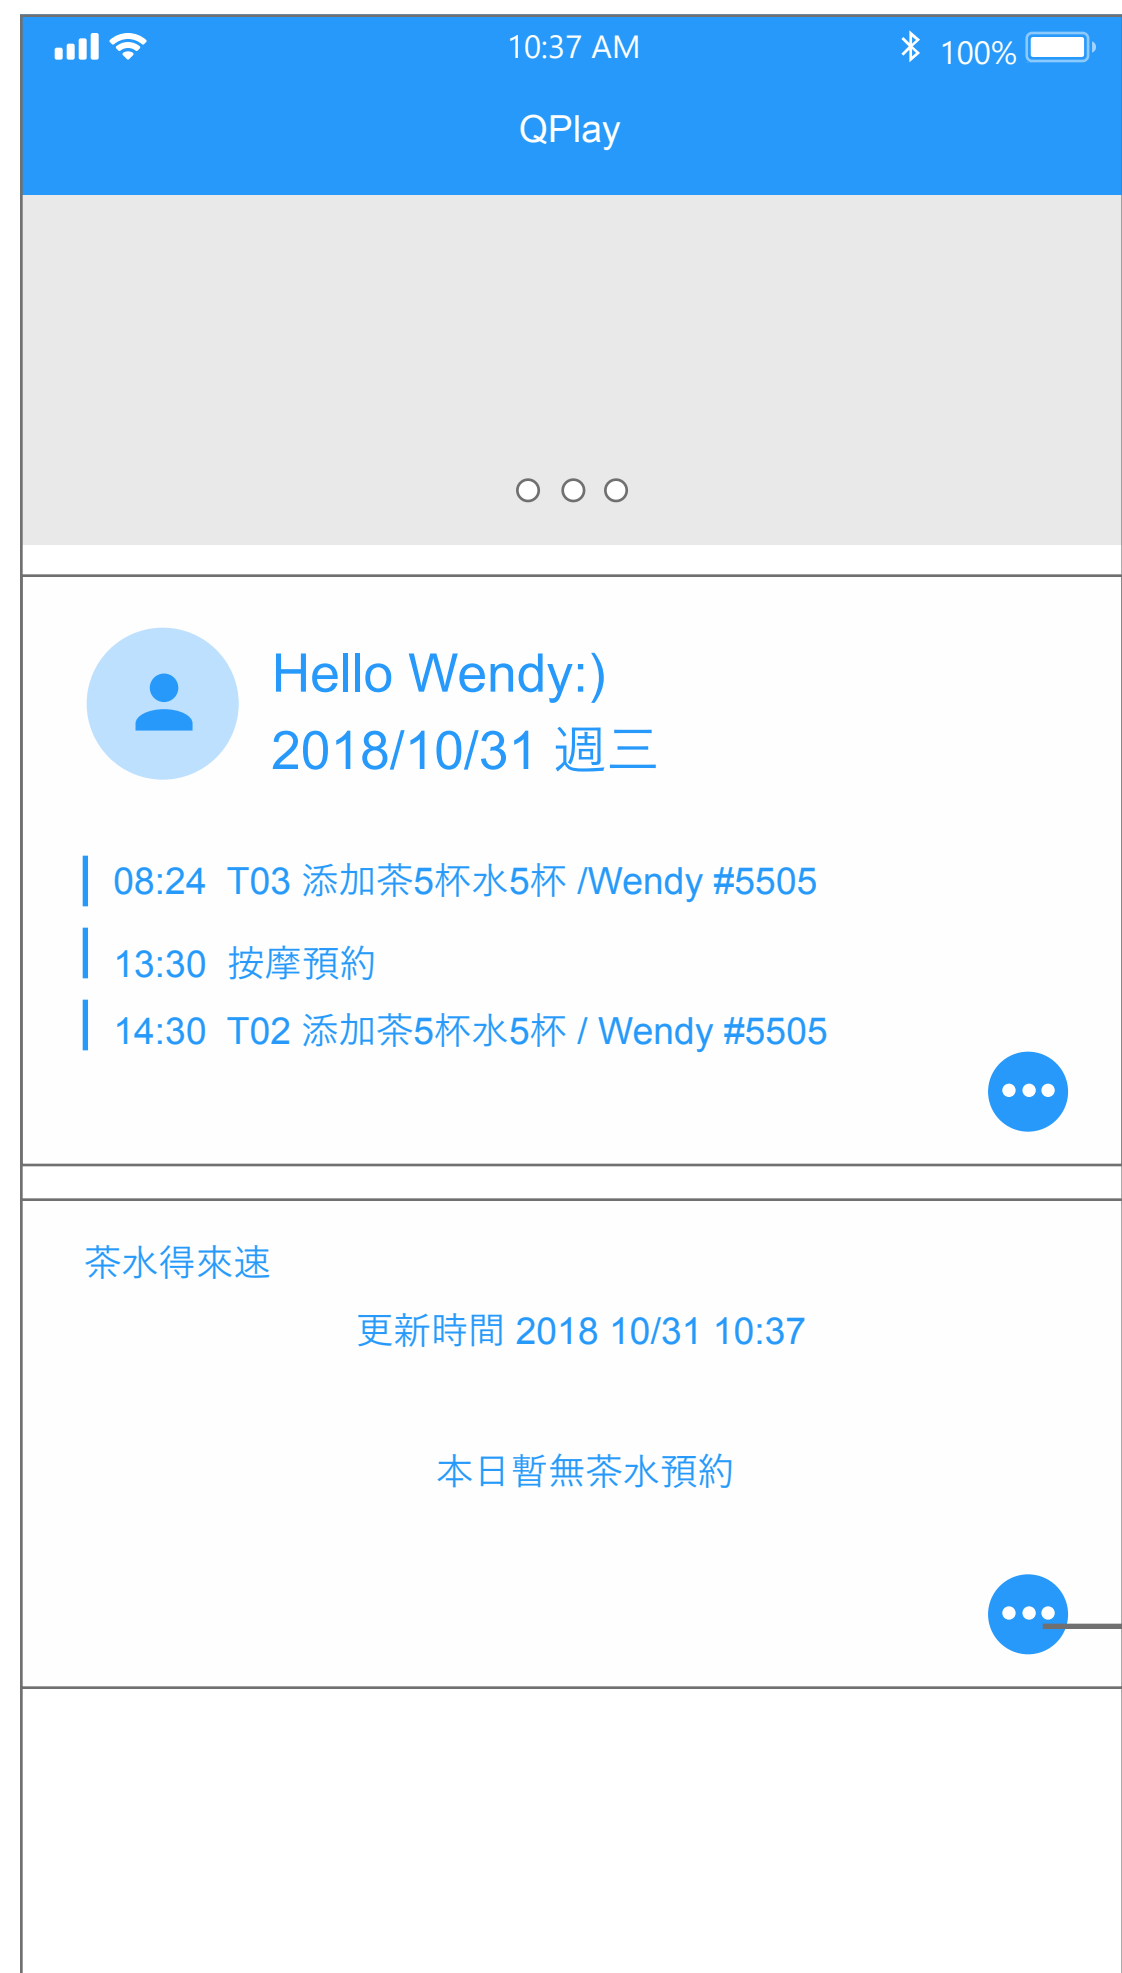 10:37 AM
100%
QPlay
Hello Wendy:)
2018/10/31 週三
08:24 T03 添加茶5杯水5杯 /Wendy #5505
13:30 按摩預約
14:30 T02 添加茶5杯水5杯 / Wendy #5505
茶水得來速
更新時間 2018 10/31 10:37
本日暫無茶水預約